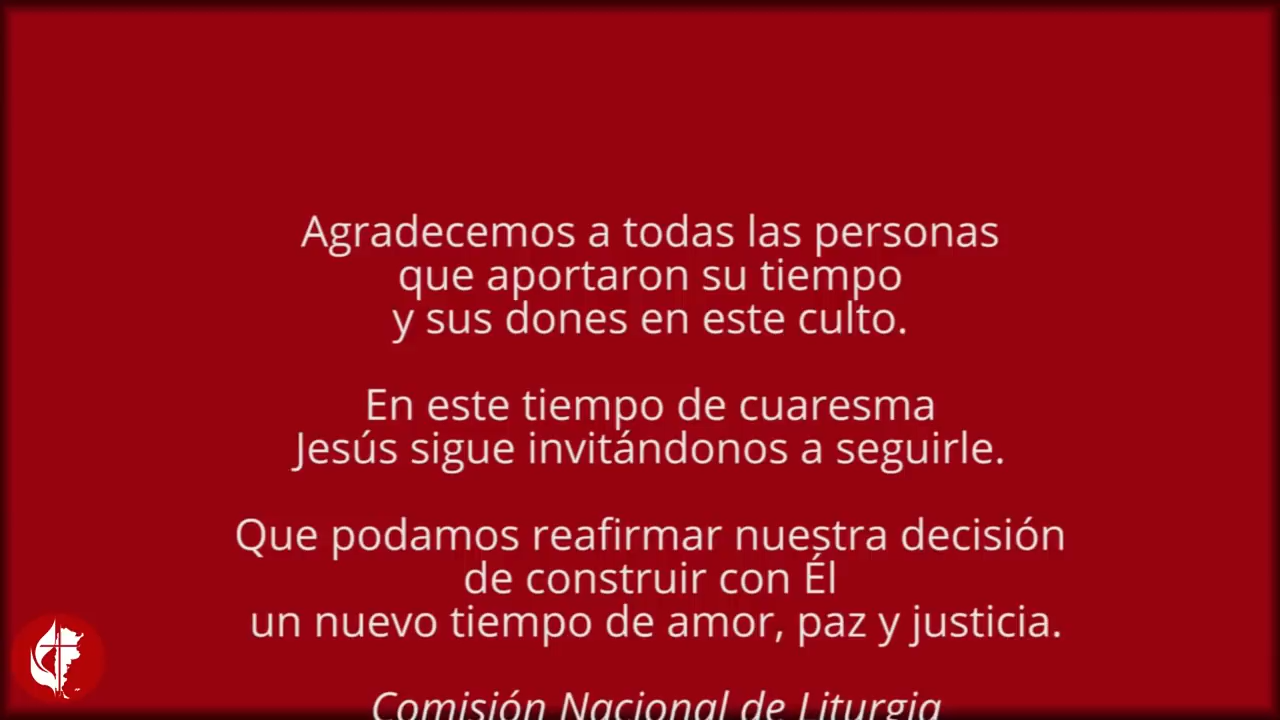 Agradecemos a todas las personas
que aportaron su tiempo
y sus dones en este culto.
En este tiempo de cuaresma
Jesús sigue invitándonos a seguirle.
Que podamos reafirmar nuestra decisión
de construir con Él
un nuevo tiempo de amor, paz y justicia.
Comisión Nacional de Liturgia